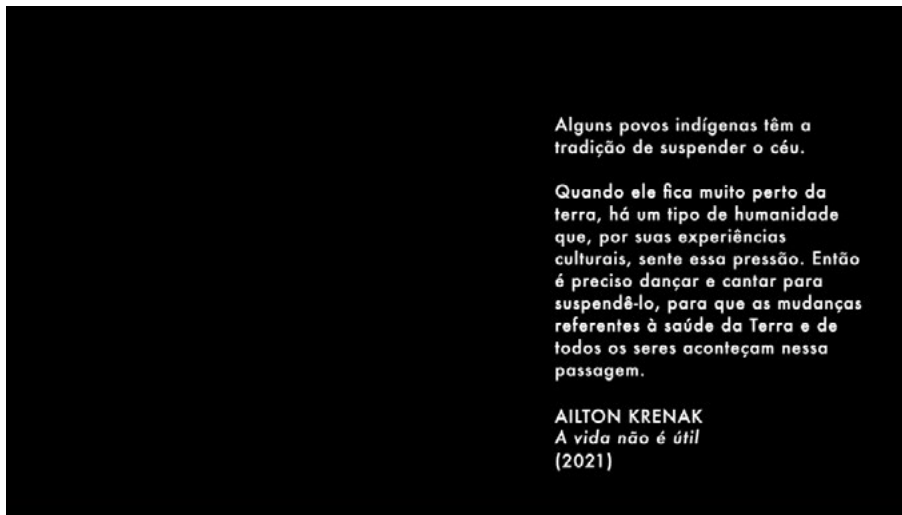 Alguns povos indígenas têm a
tradição de suspender o céu.
Quando ele fica muito perto da
terra, há um tipo de humanidade
que, por suas experiências
culturais, sente essa pressão. Então
é preciso dançar e cantar para
suspendê-lo, para que as mudanças
referentes à saúde da Terra e de
todos os seres aconteçam nessa
passagem.
AILTON KRENAK
A vida não é útil
(2021)